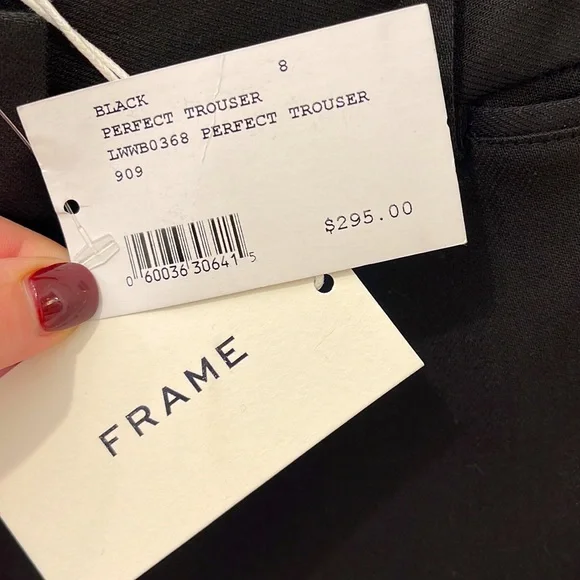 8
BLACK
PERFECT TROUSER
LWWB0368 PERFECT TROUSER
909
$295.00
0 60036 30641 5
FRAME